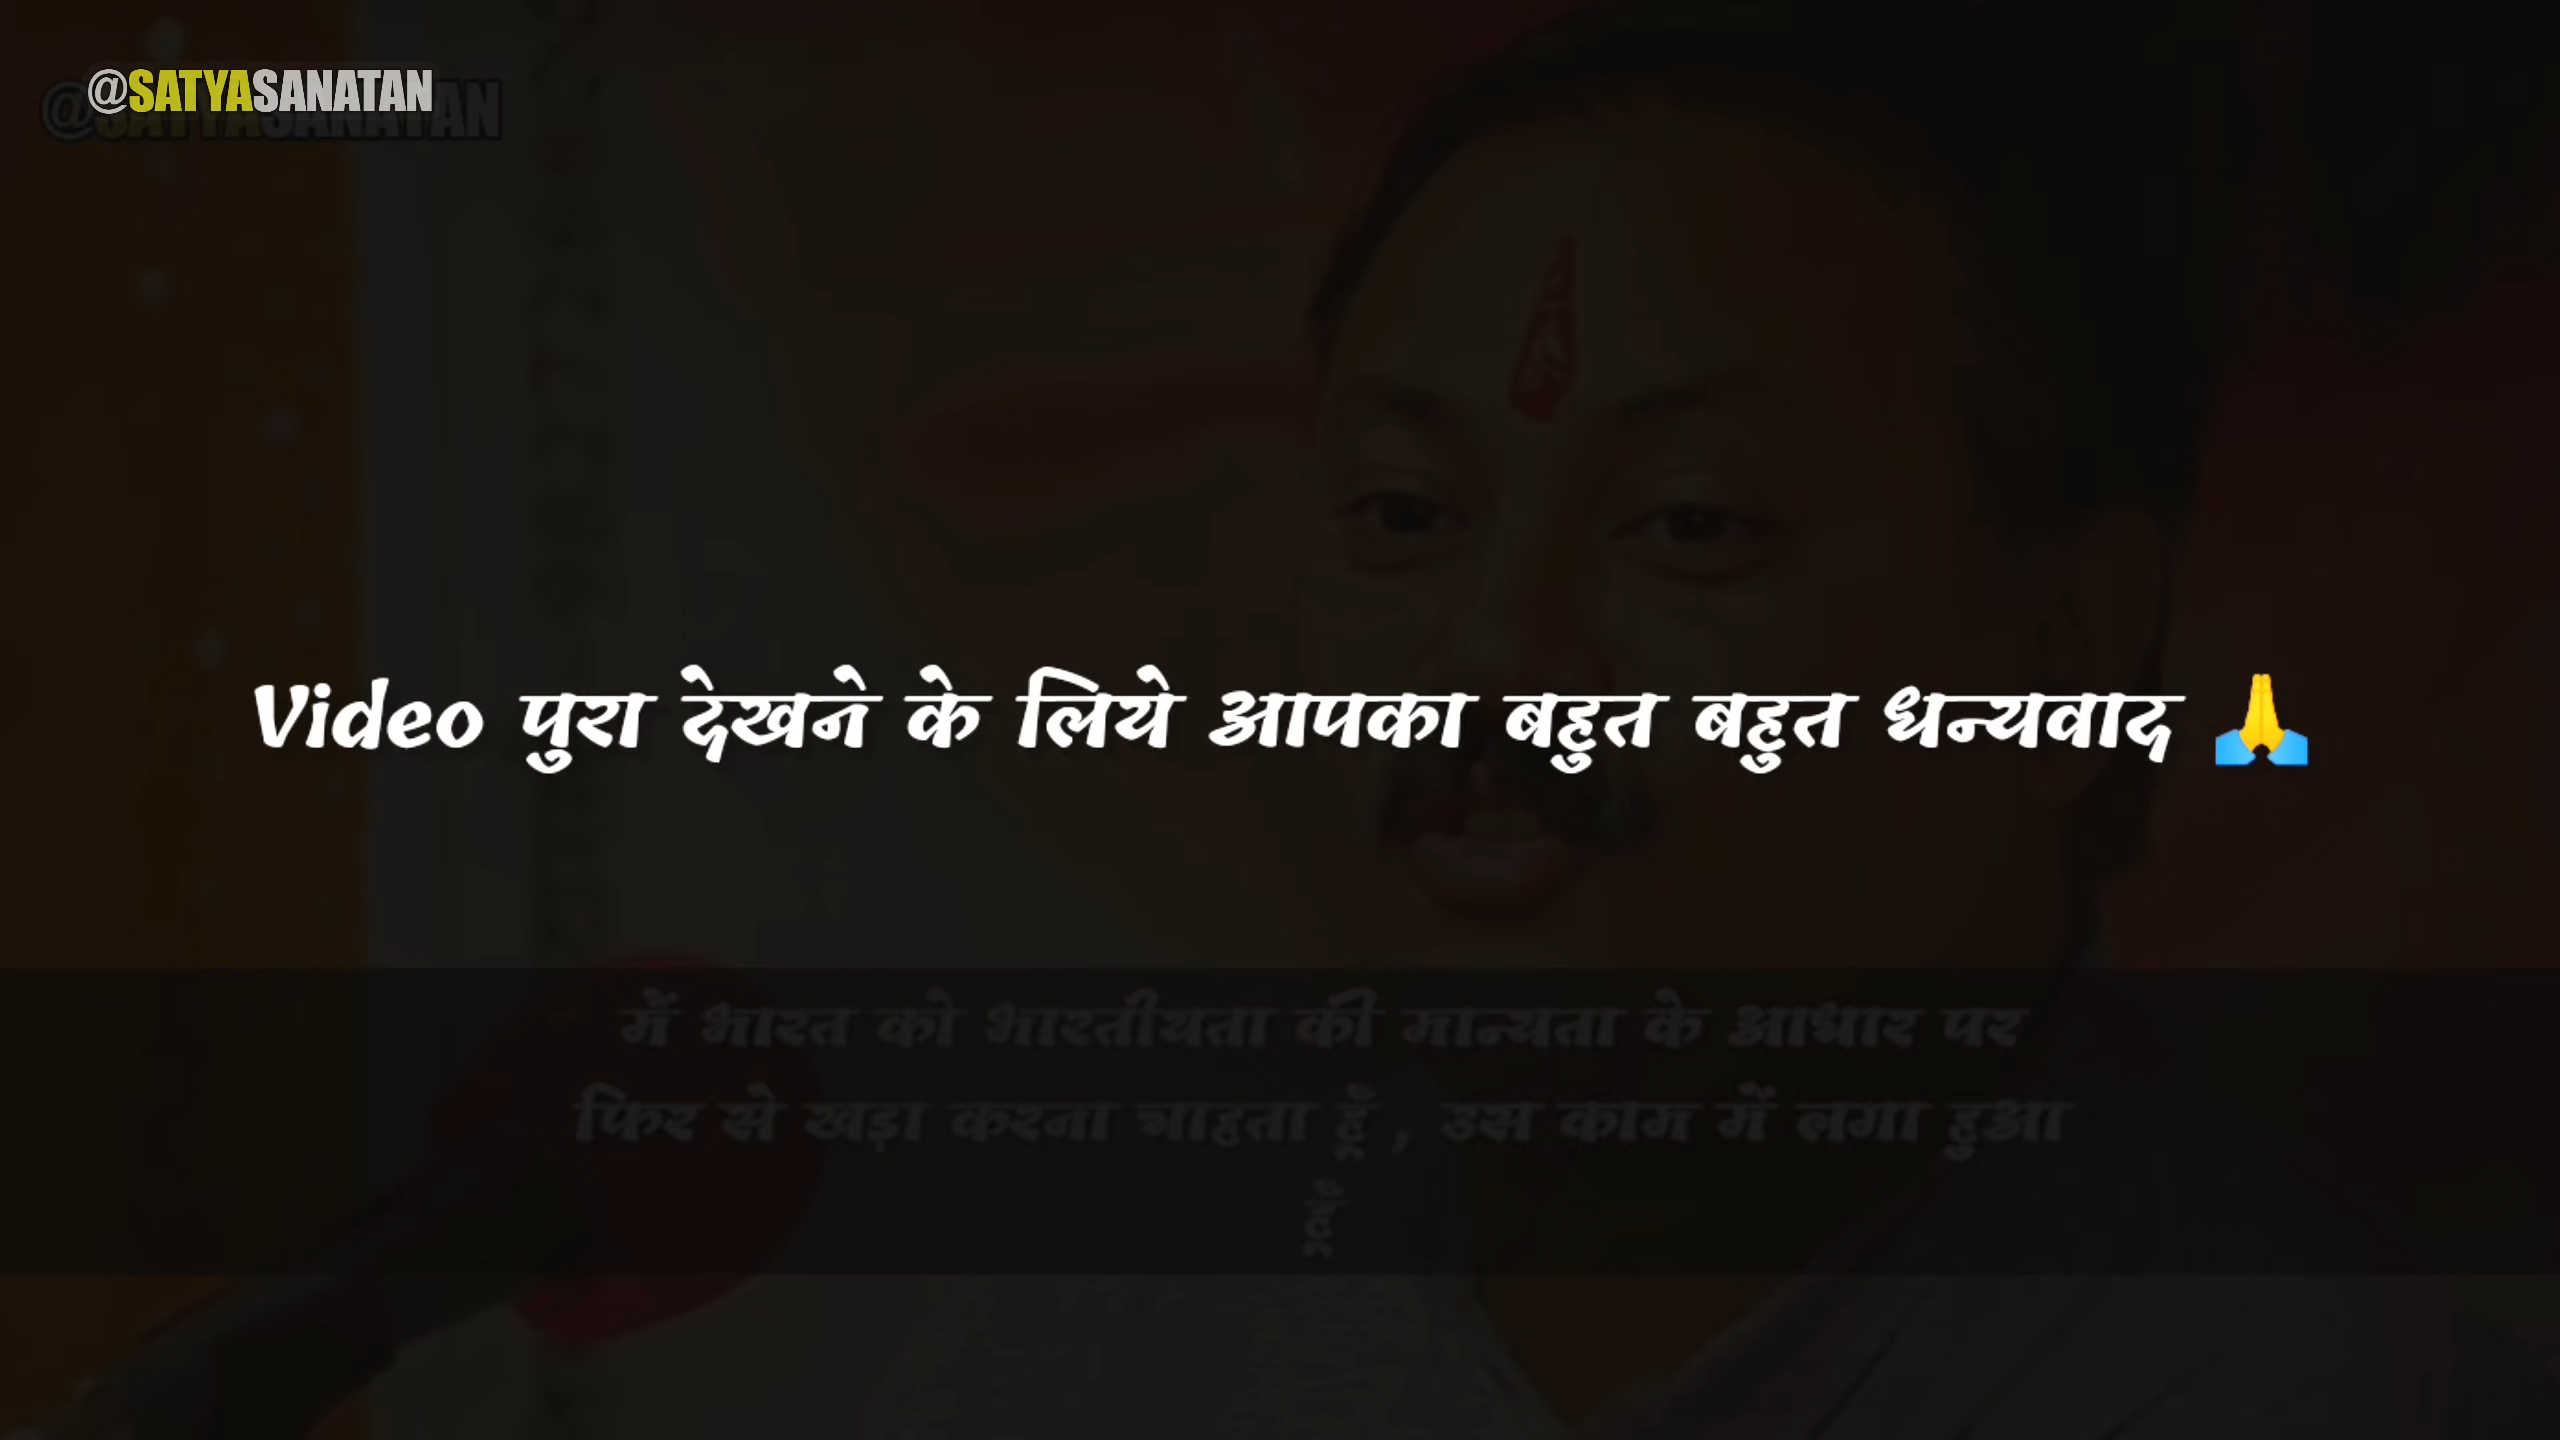 @SATYASANATAN
@SATYASANATAN
Video पुरा देखने के लिये आपका बहुत बहुत धन्यवाद 🙏
में भारत को भारतीयता की मान्यता के आधार पर
फिर से खड़ा करना चाहता हूँ , उस काम में लगा हुआ
हूँ